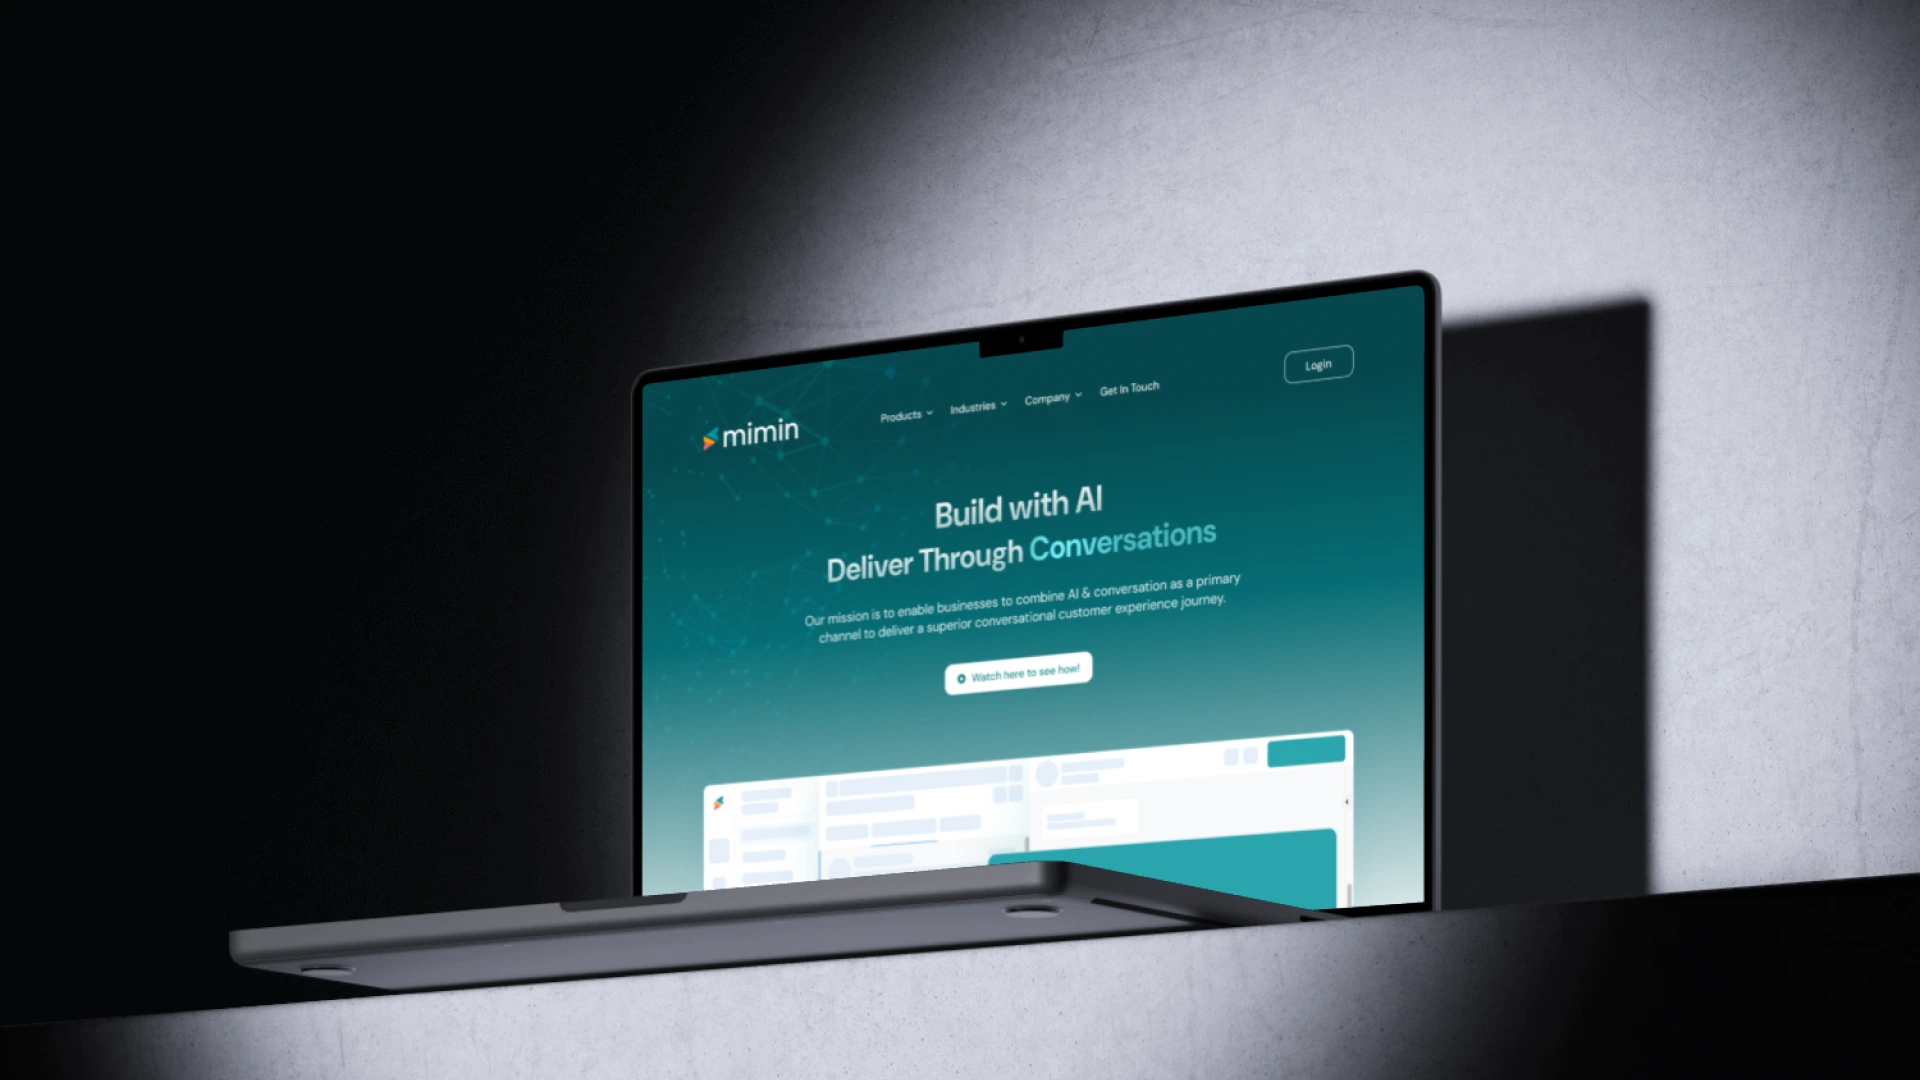 mimin
Products
Industries
Company
Get In Touch
Login
Build with AI
Deliver Through Conversations
Our mission is to enable businesses to combine AI & conversation as a primary
channel to deliver a superior conversational customer experience journey.
Watch here to see how!